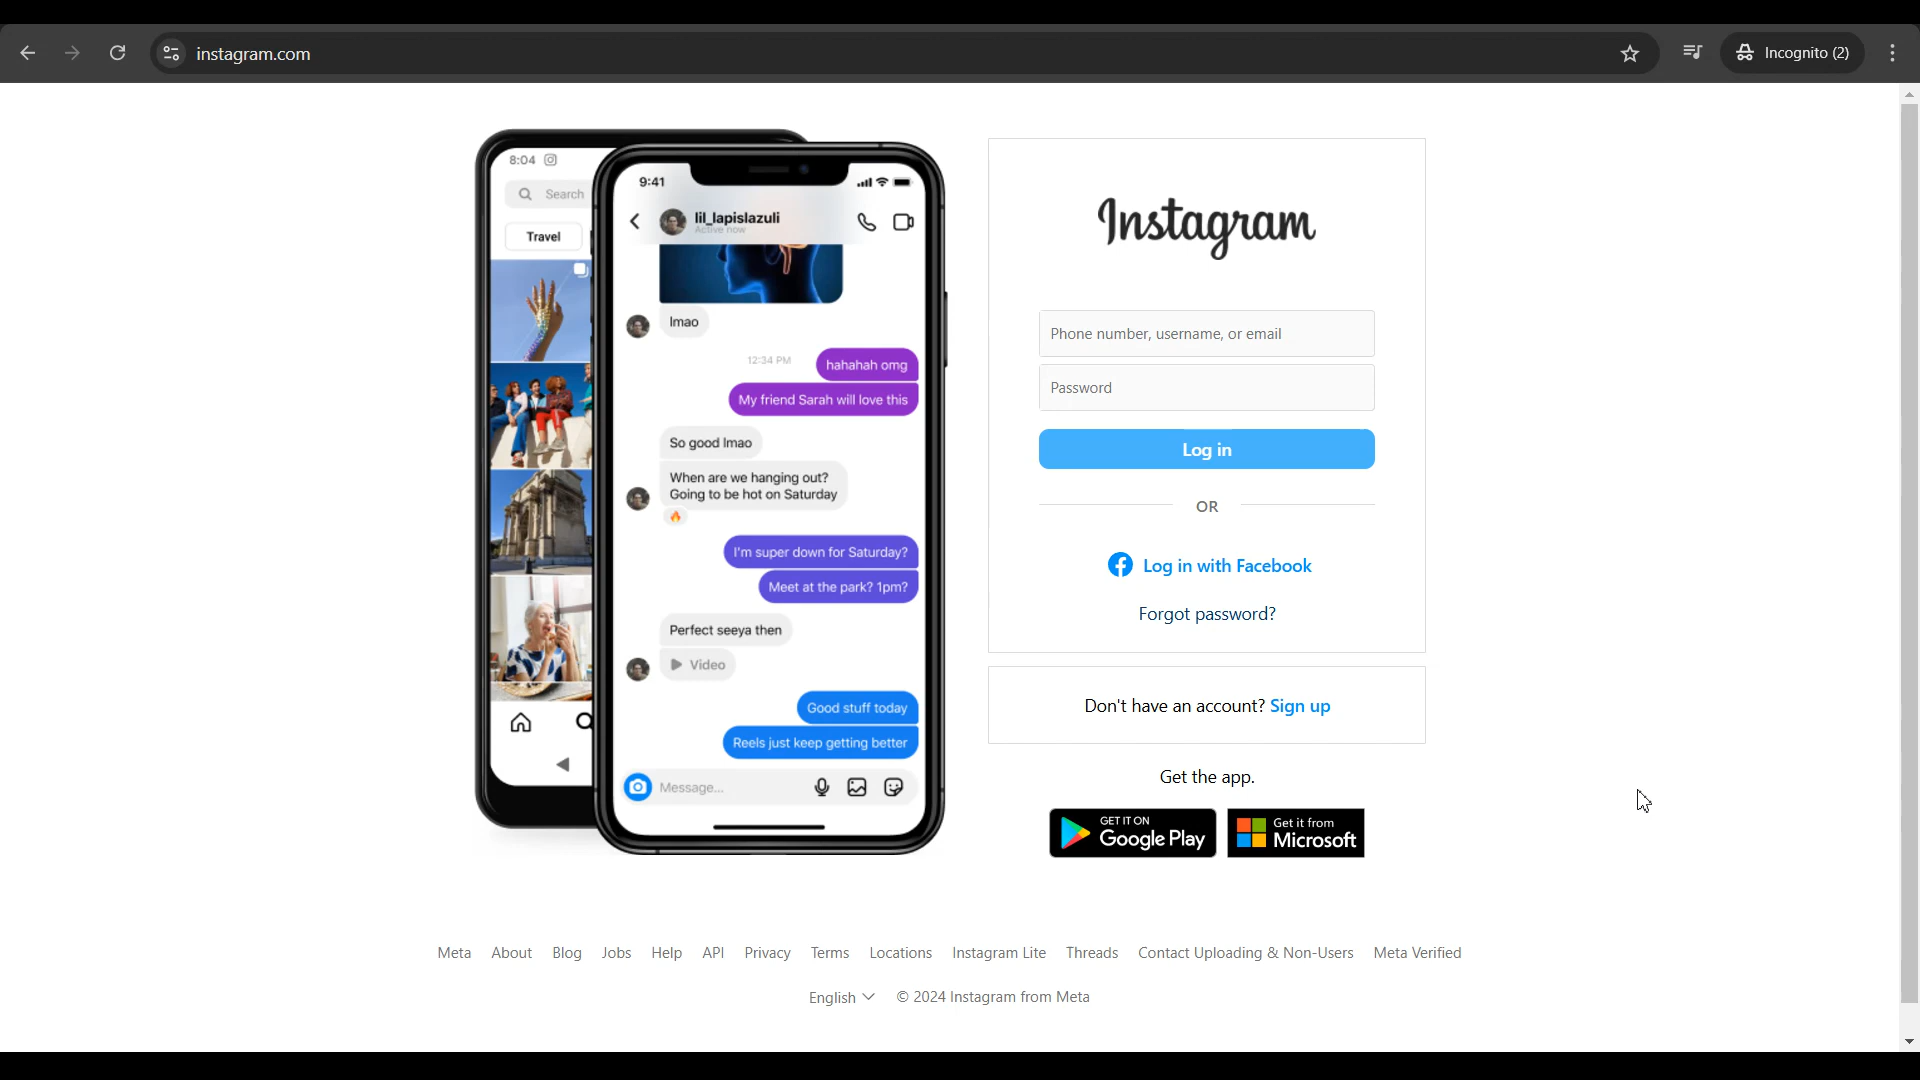 instagram.com
Incognito (2)
8:04
Search
Travel
9:41
lil_lapislazuli
Active now
lmao
12:34 PM
hahahah omg
My friend Sarah will love this
So good lmao
When are we hanging out?
Going to be hot on Saturday
I'm super down for Saturday?
Meet at the park? 1pm?
Perfect seeya then
Video
Good stuff today
Reels just keep getting better
Message...
Instagram
Phone number, username, or email
Password
Log in
OR
Log in with Facebook
Forgot password?
Don't have an account? Sign up
Get the app.
GET IT ON
Google Play
Get it from
Microsoft
Meta About Blog Jobs Help API Privacy Terms Locations Instagram Lite Threads Contact Uploading & Non-Users Meta Verified
English © 2024 Instagram from Meta